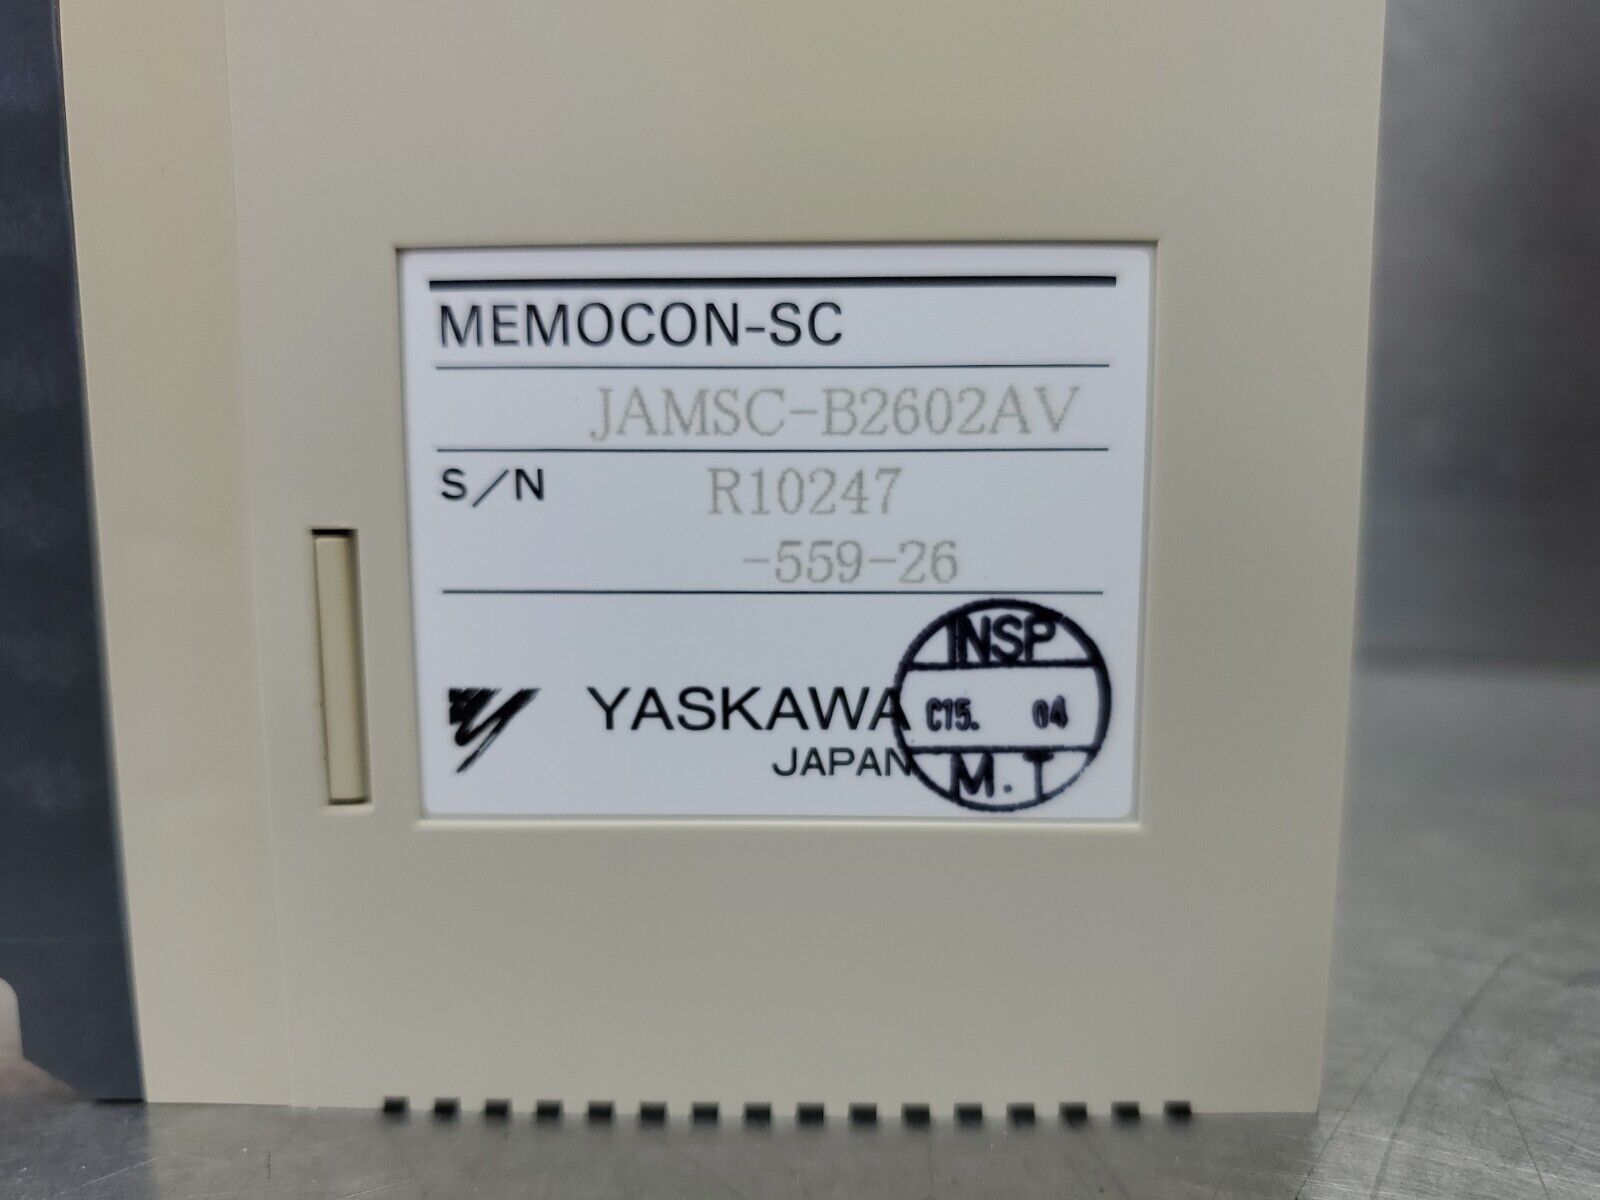 MEMOCON-SC
JAMSC-B2602AV
S/N R10247
-559-26
YASKAWA
JAPAN
INSP
C15. 04
M.T